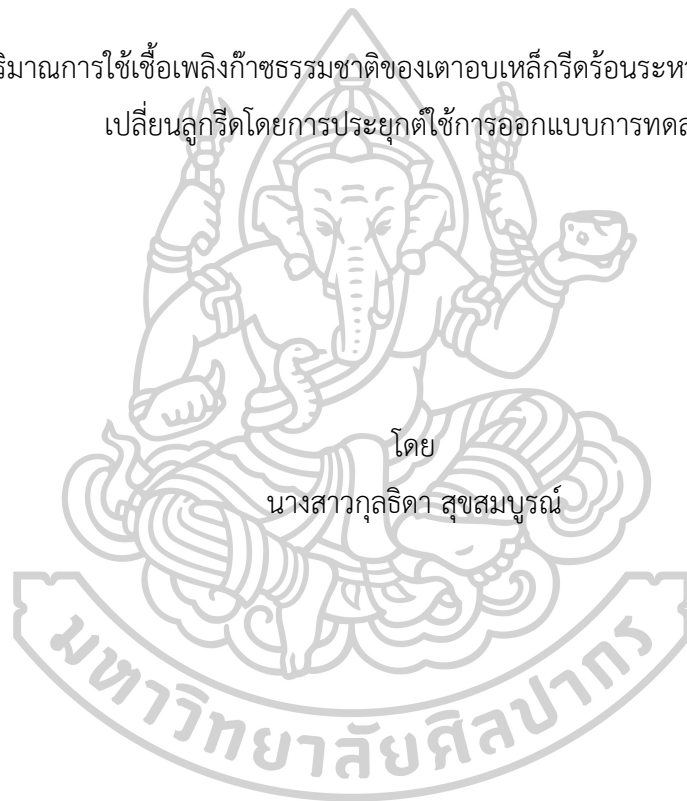 ริมาณการใช้เชื้อเพลิงก๊าซธรรมชาติของเตาอบเหล็กรีดร้อนระห
เปลี่ยนลูกรีดโดยการประยุกต์ใช้การออกแบบการทดล
โดย
นางสาวกุลธิดา สุขสมบูรณ์
มหาวิทยาลัยศิลปากร